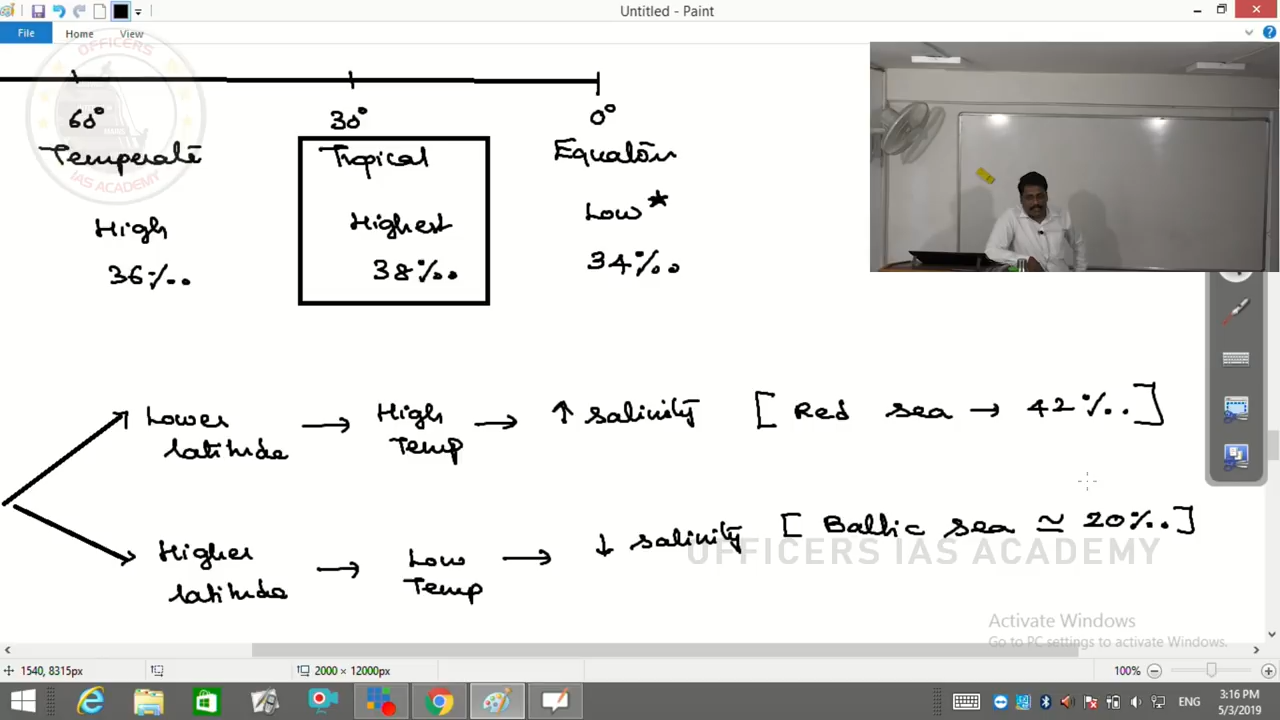 Untitled - Paint
File Home View
OFFICERS
IAS ACADEMY
60° 30° 0°
Temperate Tropical Equator
High Highest Low *
36‰ 38‰ 34‰
Lower latitude → High Temp → ↑ salinity [ Red sea → 42‰ ]
Higher latitude → Low Temp → ↓ salinity [ Baltic sea ≃ 20‰ ]
OFFICERS IAS ACADEMY
Activate Windows
Go to PC settings to activate Windows.
1540, 8315px 2000 × 12000px 100%
ENG 3:16 PM
5/3/2019